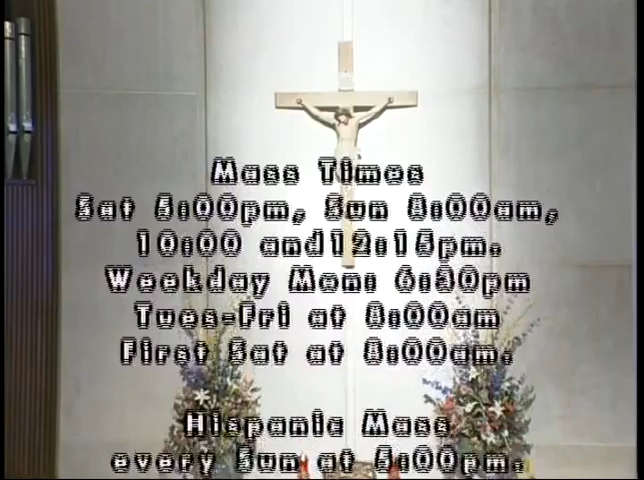 Mass Times
Sat 5:00pm, Sun 8:00am,
10:00 and12:15pm.
Weekday Mon: 6:30pm
Tues-Fri at 8:00am
First Sat at 8:00am.
Hispanic Mass
every Sun at 5:00pm.